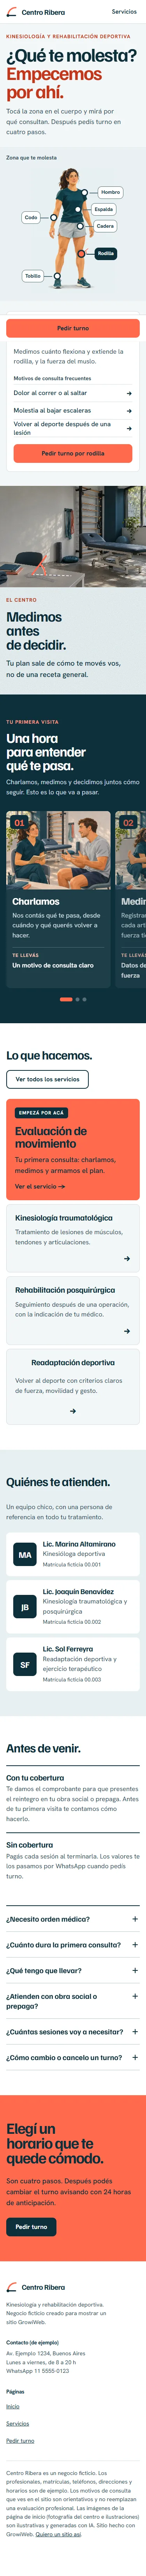 Centro Ribera
Servicios
KINESIOLOGÍA Y REHABILITACIÓN DEPORTIVA
¿Qué te molesta?
Empecemos
por ahí.
Tocá la zona en el cuerpo y mirá por
qué consultan. Después pedís turno en
cuatro pasos.
Zona que te molesta
Hombro
Espalda
Codo
Cadera
Rodilla
Tobillo
Pedir turno
Medimos cuánto flexiona y extiende la
rodilla, y la fuerza del muslo.
Motivos de consulta frecuentes
Dolor al correr o al saltar
Molestia al bajar escaleras
Volver al deporte después de una
lesión
Pedir turno por rodilla
EL CENTRO
Medimos
antes
de decidir.
Tu plan sale de cómo te movés vos,
no de una receta general.
TU PRIMERA VISITA
Una hora
para entender
qué te pasa.
Charlamos, medimos y decidimos juntos cómo
seguir. Esto es lo que va a pasar.
01
02
Charlamos
Nos contás qué te pasa, desde
cuándo y qué querés volver a
hacer.
TE LLEVÁS
Un motivo de consulta claro
Lo que hacemos.
Ver todos los servicios
EMPEZÁ POR ACÁ
Evaluación de
movimiento
Tu primera consulta: charlamos,
medimos y armamos el plan.
Ver el servicio →
Kinesiología traumatológica
Tratamiento de lesiones de músculos,
tendones y articulaciones.
→
Rehabilitación posquirúrgica
Seguimiento después de una operación,
con la indicación de tu médico.
→
Readaptación deportiva
Volver al deporte con criterios claros
de fuerza, movilidad y gesto.
→
Quiénes te atienden.
Un equipo chico, con una persona de
referencia en todo tu tratamiento.
MA
Lic. Marina Altamirano
Kinesióloga deportiva
Matrícula ficticia 00.001
JB
Lic. Joaquín Benavídez
Kinesiología traumatológica y
posquirúrgica
Matrícula ficticia 00.002
SF
Lic. Sol Ferreyra
Readaptación deportiva y
ejercicio terapéutico
Matrícula ficticia 00.003
Antes de venir.
Con tu cobertura
Te damos el comprobante para que presentes
el reintegro en tu obra social o prepaga. Antes
de tu primera visita te contamos cómo
hacerlo.
Sin cobertura
Pagás cada sesión al terminarla. Los valores te
los pasamos por WhatsApp cuando pedís
turno.
¿Necesito orden médica?
¿Cuánto dura la primera consulta?
¿Qué tengo que llevar?
¿Atienden con obra social o
prepaga?
¿Cuántas sesiones voy a necesitar?
¿Cómo cambio o cancelo un turno?
Elegí un
horario que te
quede cómodo.
Son cuatro pasos. Después podés
cambiar el turno avisando con 24 horas
de anticipación.
Pedir turno
Centro Ribera
Kinesiología y rehabilitación deportiva.
Negocio ficticio creado para mostrar un
sitio GrowiWeb.
Contacto (de ejemplo)
Av. Ejemplo 1234, Buenos Aires
Lunes a viernes, de 8 a 20 h
WhatsApp 11 5555-0123
Páginas
Inicio
Servicios
Pedir turno
Centro Ribera es un negocio ficticio. Los
profesionales, matrículas, teléfonos, direcciones y
horarios son de ejemplo. Los motivos de consulta
que ves en el sitio son orientativos y no reemplazan
una evaluación profesional. Las imágenes de la
página de inicio (fotografía del centro e ilustraciones)
son ilustrativas y generadas con IA. Sitio hecho con
GrowiWeb. Quiero un sitio así.